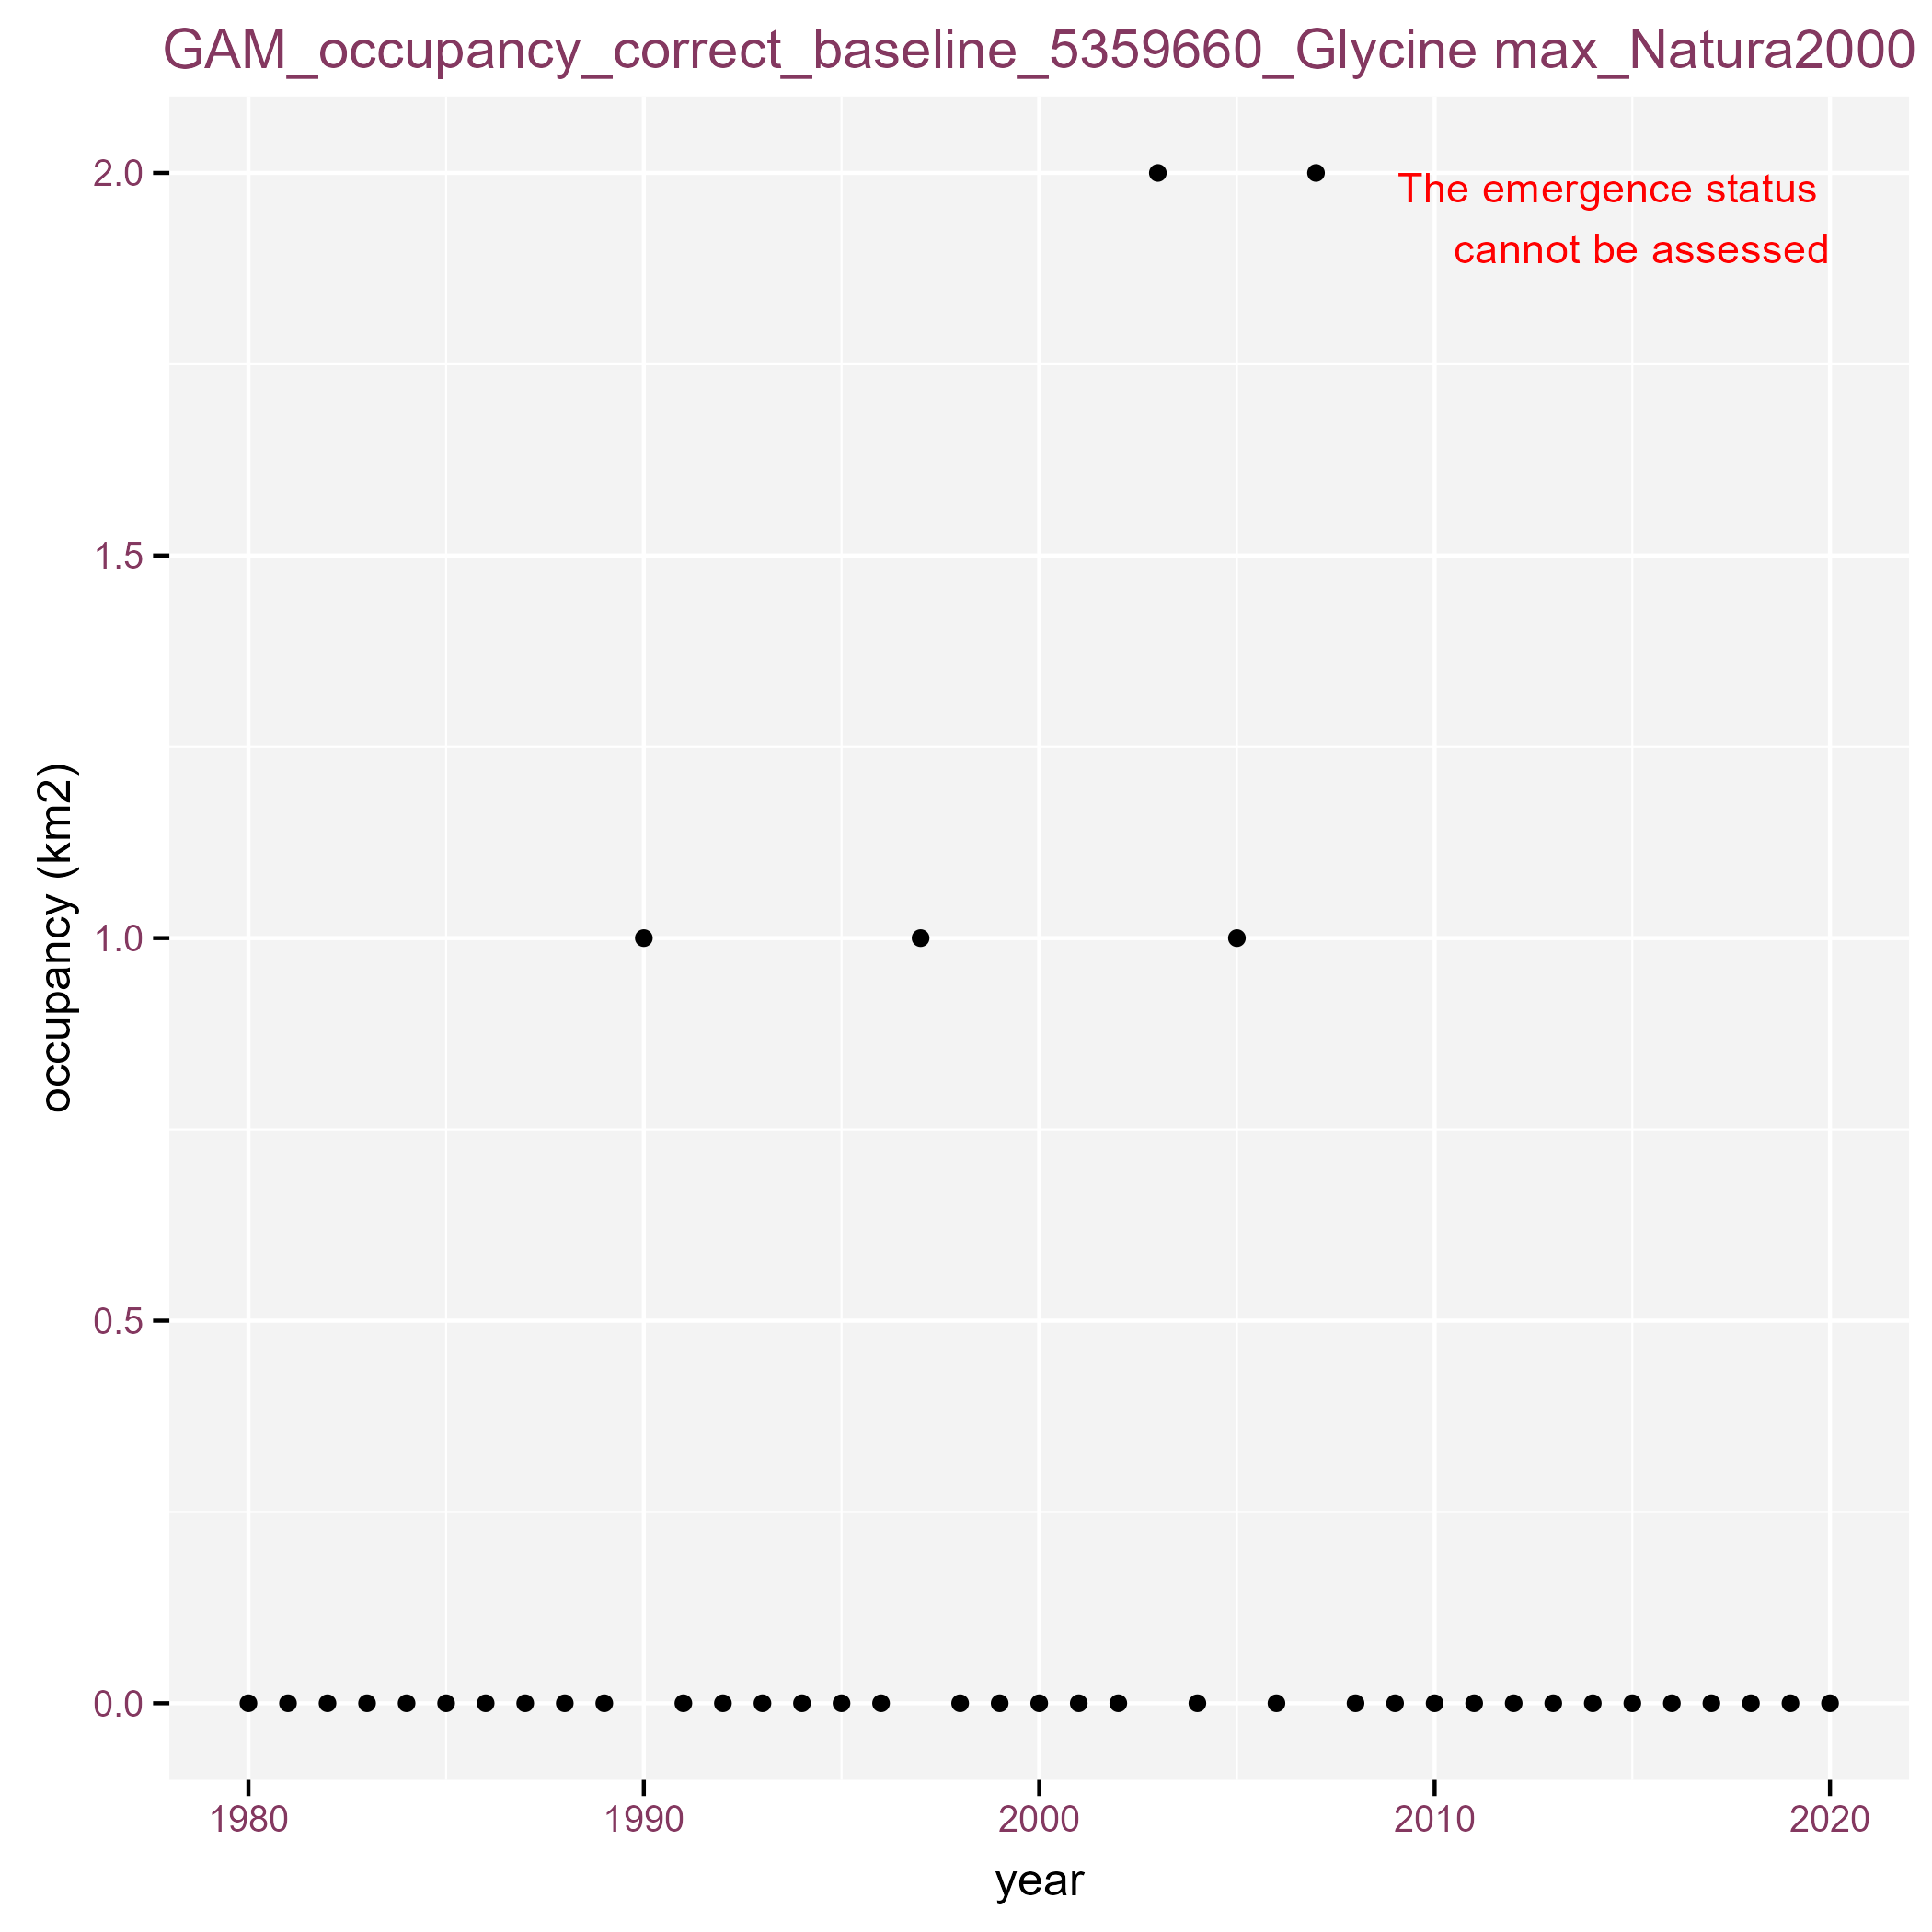 GAM_occupancy_correct_baseline_5359660_Glycine max_Natura2000
The emergence status
cannot be assessed
2.0
1.5
1.0
0.5
0.0
occupancy (km2)
1980 1990 2000 2010 2020
year